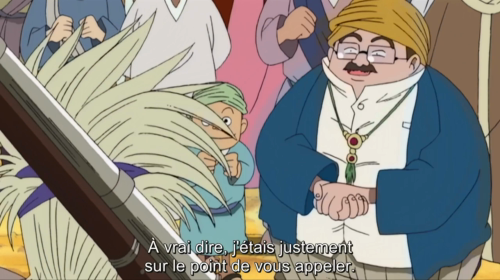 À vrai dire, j'étais justement
sur le point de vous appeler.